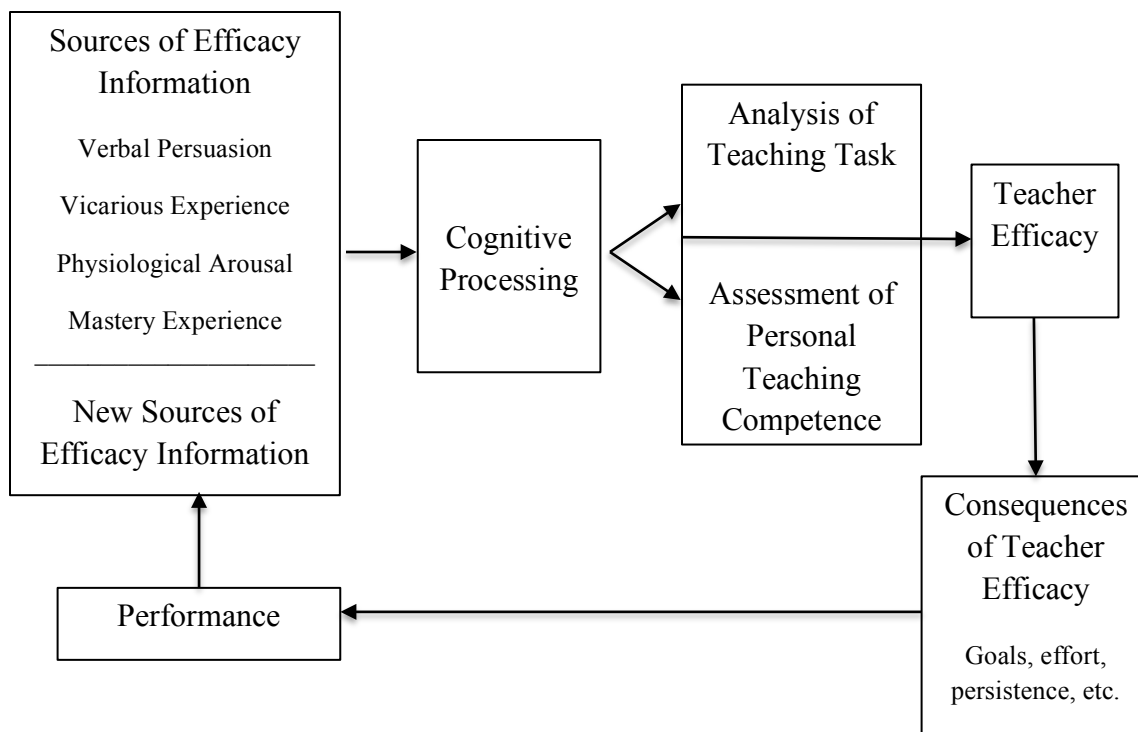 Sources of Efficacy
Information
Verbal Persuasion
Vicarious Experience
Physiological Arousal
Mastery Experience
New Sources of
Efficacy Information
Cognitive
Processing
Analysis of
Teaching Task
Assessment of
Personal
Teaching
Competence
Teacher
Efficacy
Consequences
of Teacher
Efficacy
Goals, effort,
persistence, etc.
Performance